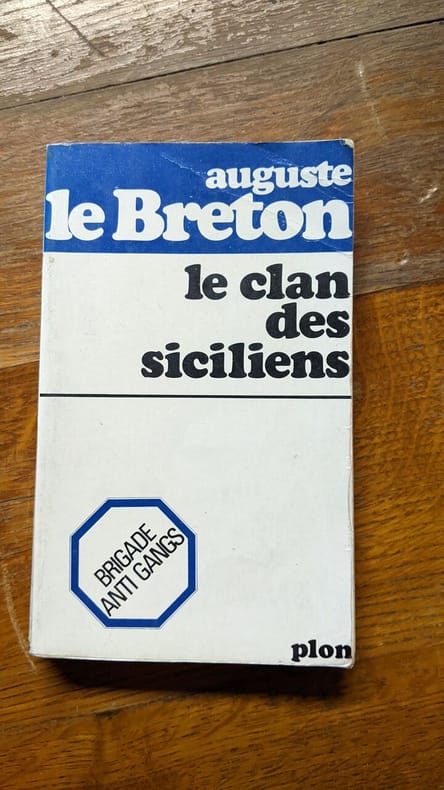 auguste
le Breton
le clan
des
siciliens
BRIGADE
ANTI GANGS
plon